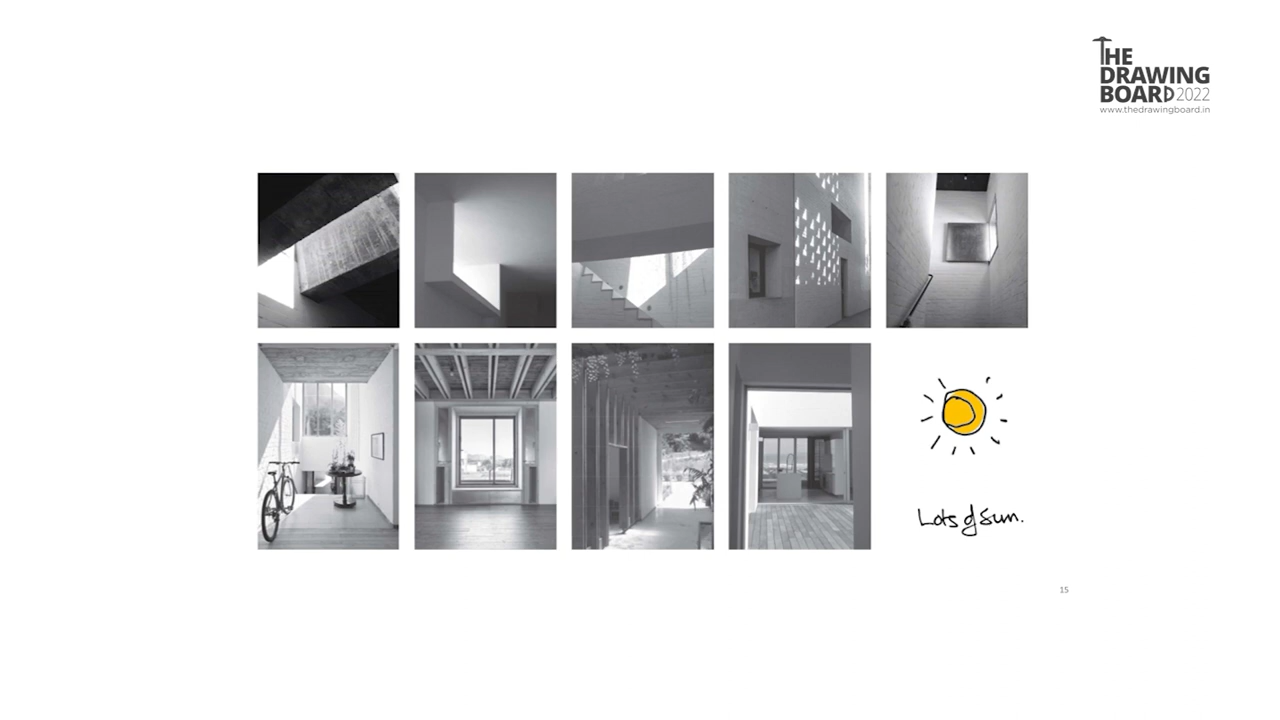 THE
DRAWING
BOARD2022
www.thedrawingboard.in
Lots of Sun.
15